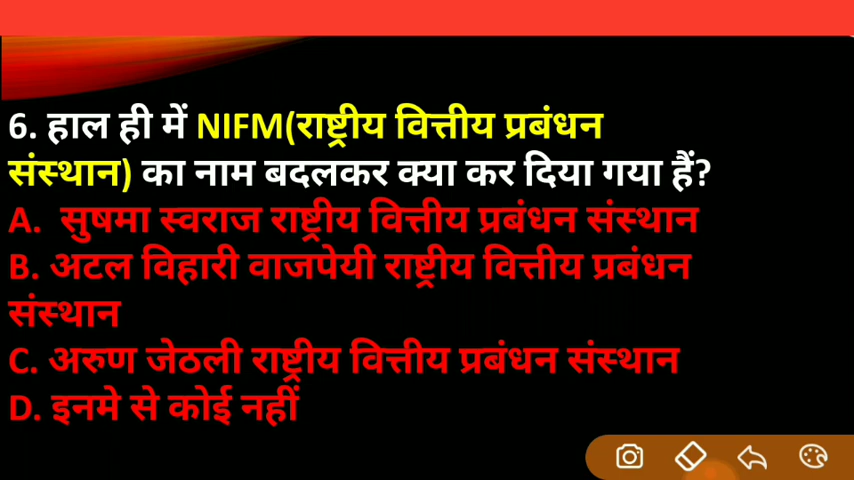 6. हाल ही में NIFM(राष्ट्रीय वित्तीय प्रबंधन
संस्थान) का नाम बदलकर क्या कर दिया गया हैं?
A. सुषमा स्वराज राष्ट्रीय वित्तीय प्रबंधन संस्थान
B. अटल विहारी वाजपेयी राष्ट्रीय वित्तीय प्रबंधन
संस्थान
C. अरुण जेठली राष्ट्रीय वित्तीय प्रबंधन संस्थान
D. इनमे से कोई नहीं